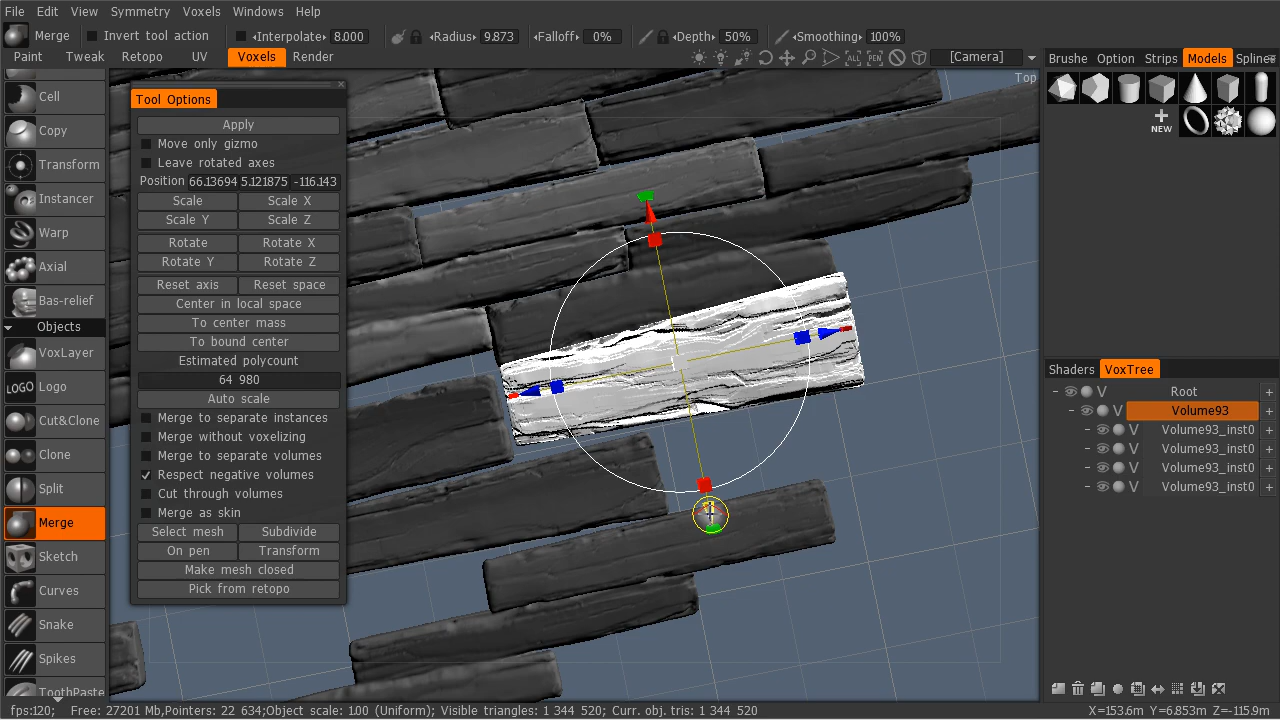 File Edit View Symmetry Voxels Windows Help
Merge Invert tool action Interpolate 8.000 Radius 9.873 Falloff 0% Depth 50% Smoothing 100%
Paint Tweak Retopo UV Voxels Render ALL PEN [Camera]
Brushe Option Strips Models Spline
Top
Cell
Copy
Transform
Instancer
Warp
Axial
Bas-relief
Objects
VoxLayer
LOGO Logo
Cut&Clone
Clone
Split
Merge
Sketch
Curves
Snake
Spikes
ToothPaste
Tool Options
Apply
Move only gizmo
Leave rotated axes
Position 66.13694 5.121875 -116.143
Scale Scale X
Scale Y Scale Z
Rotate Rotate X
Rotate Y Rotate Z
Reset axis Reset space
Center in local space
To center mass
To bound center
Estimated polycount
64 980
Auto scale
Merge to separate instances
Merge without voxelizing
Merge to separate volumes
Respect negative volumes
Cut through volumes
Merge as skin
Select mesh Subdivide
On pen Transform
Make mesh closed
Pick from retopo
+ NEW
Shaders VoxTree
− V Root +
− V Volume93 +
− V Volume93_inst0 +
− V Volume93_inst0 +
− V Volume93_inst0 +
− V Volume93_inst0 +
fps:120; Free: 27201 Mb,Pointers: 22 634;Object scale: 1.00 (Uniform); Visible triangles: 1 344 520; Curr. obj. tris: 1 344 520 X=153.6m Y=6.853m Z=-115.9m